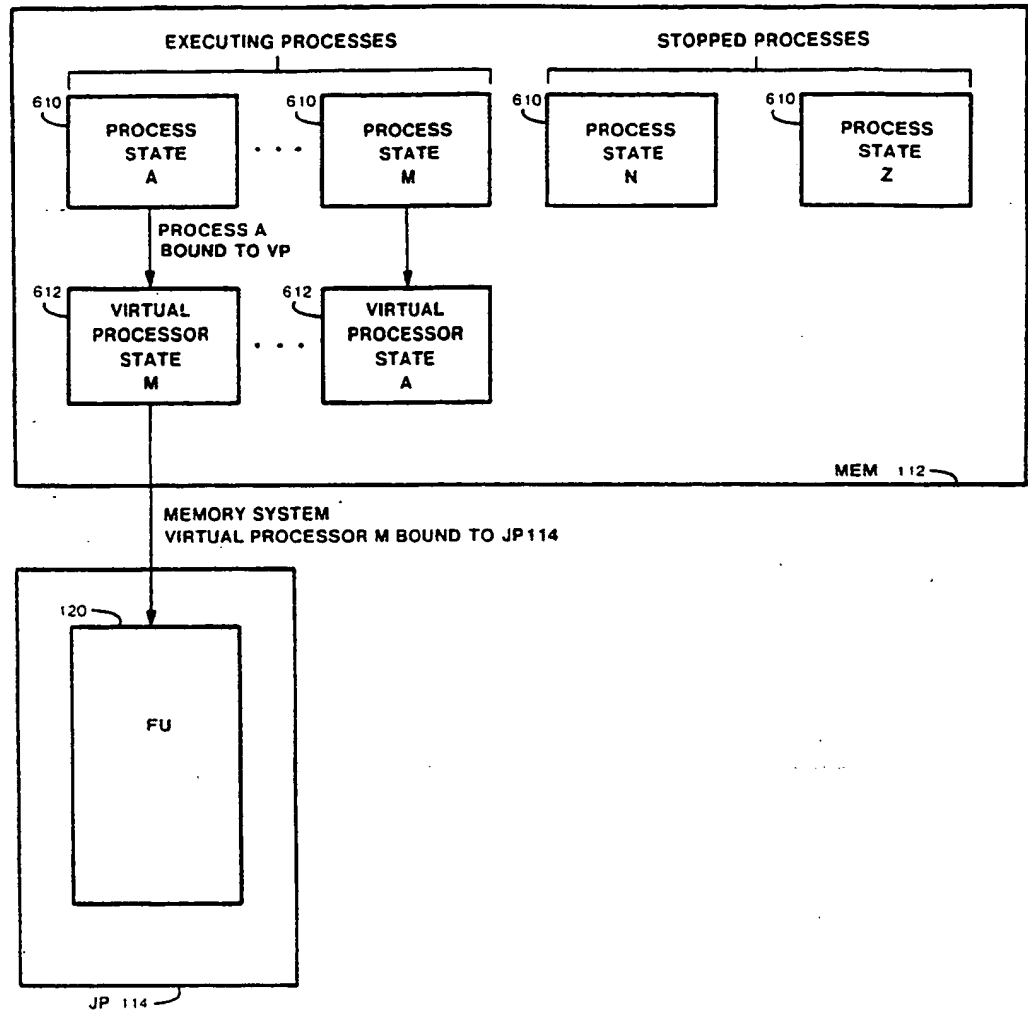 EXECUTING PROCESSES
STOPPED PROCESSES
610
PROCESS
STATE
A
610
PROCESS
STATE
M
610
PROCESS
STATE
N
610
PROCESS
STATE
Z
PROCESS A
BOUND TO VP
612
VIRTUAL
PROCESSOR
STATE
M
612
VIRTUAL
PROCESSOR
STATE
A
MEM 112
MEMORY SYSTEM
VIRTUAL PROCESSOR M BOUND TO JP114
120
FU
JP 114